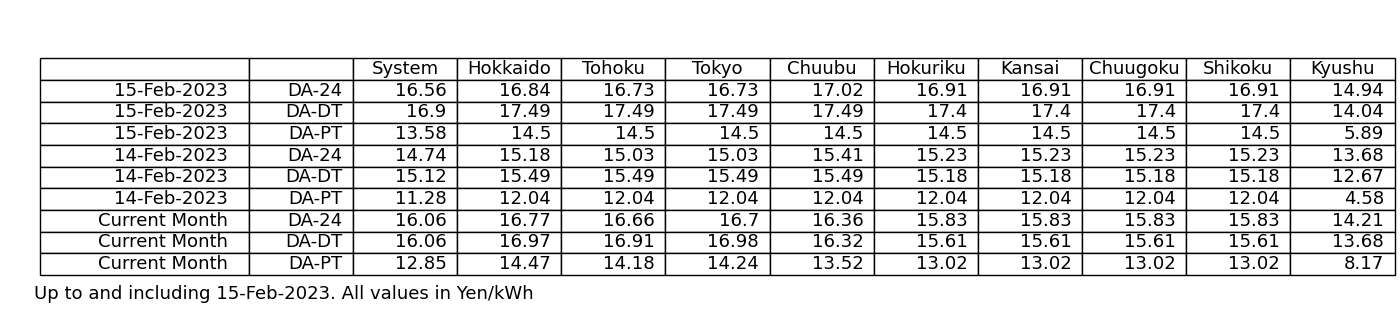 System Hokkaido Tohoku Tokyo Chuubu Hokuriku Kansai Chuugoku Shikoku Kyushu
15-Feb-2023 DA-24 16.56 16.84 16.73 16.73 17.02 16.91 16.91 16.91 16.91 14.94
15-Feb-2023 DA-DT 16.9 17.49 17.49 17.49 17.49 17.4 17.4 17.4 17.4 14.04
15-Feb-2023 DA-PT 13.58 14.5 14.5 14.5 14.5 14.5 14.5 14.5 14.5 5.89
14-Feb-2023 DA-24 14.74 15.18 15.03 15.03 15.41 15.23 15.23 15.23 15.23 13.68
14-Feb-2023 DA-DT 15.12 15.49 15.49 15.49 15.49 15.18 15.18 15.18 15.18 12.67
14-Feb-2023 DA-PT 11.28 12.04 12.04 12.04 12.04 12.04 12.04 12.04 12.04 4.58
Current Month DA-24 16.06 16.77 16.66 16.7 16.36 15.83 15.83 15.83 15.83 14.21
Current Month DA-DT 16.06 16.97 16.91 16.98 16.32 15.61 15.61 15.61 15.61 13.68
Current Month DA-PT 12.85 14.47 14.18 14.24 13.52 13.02 13.02 13.02 13.02 8.17
Up to and including 15-Feb-2023. All values in Yen/kWh